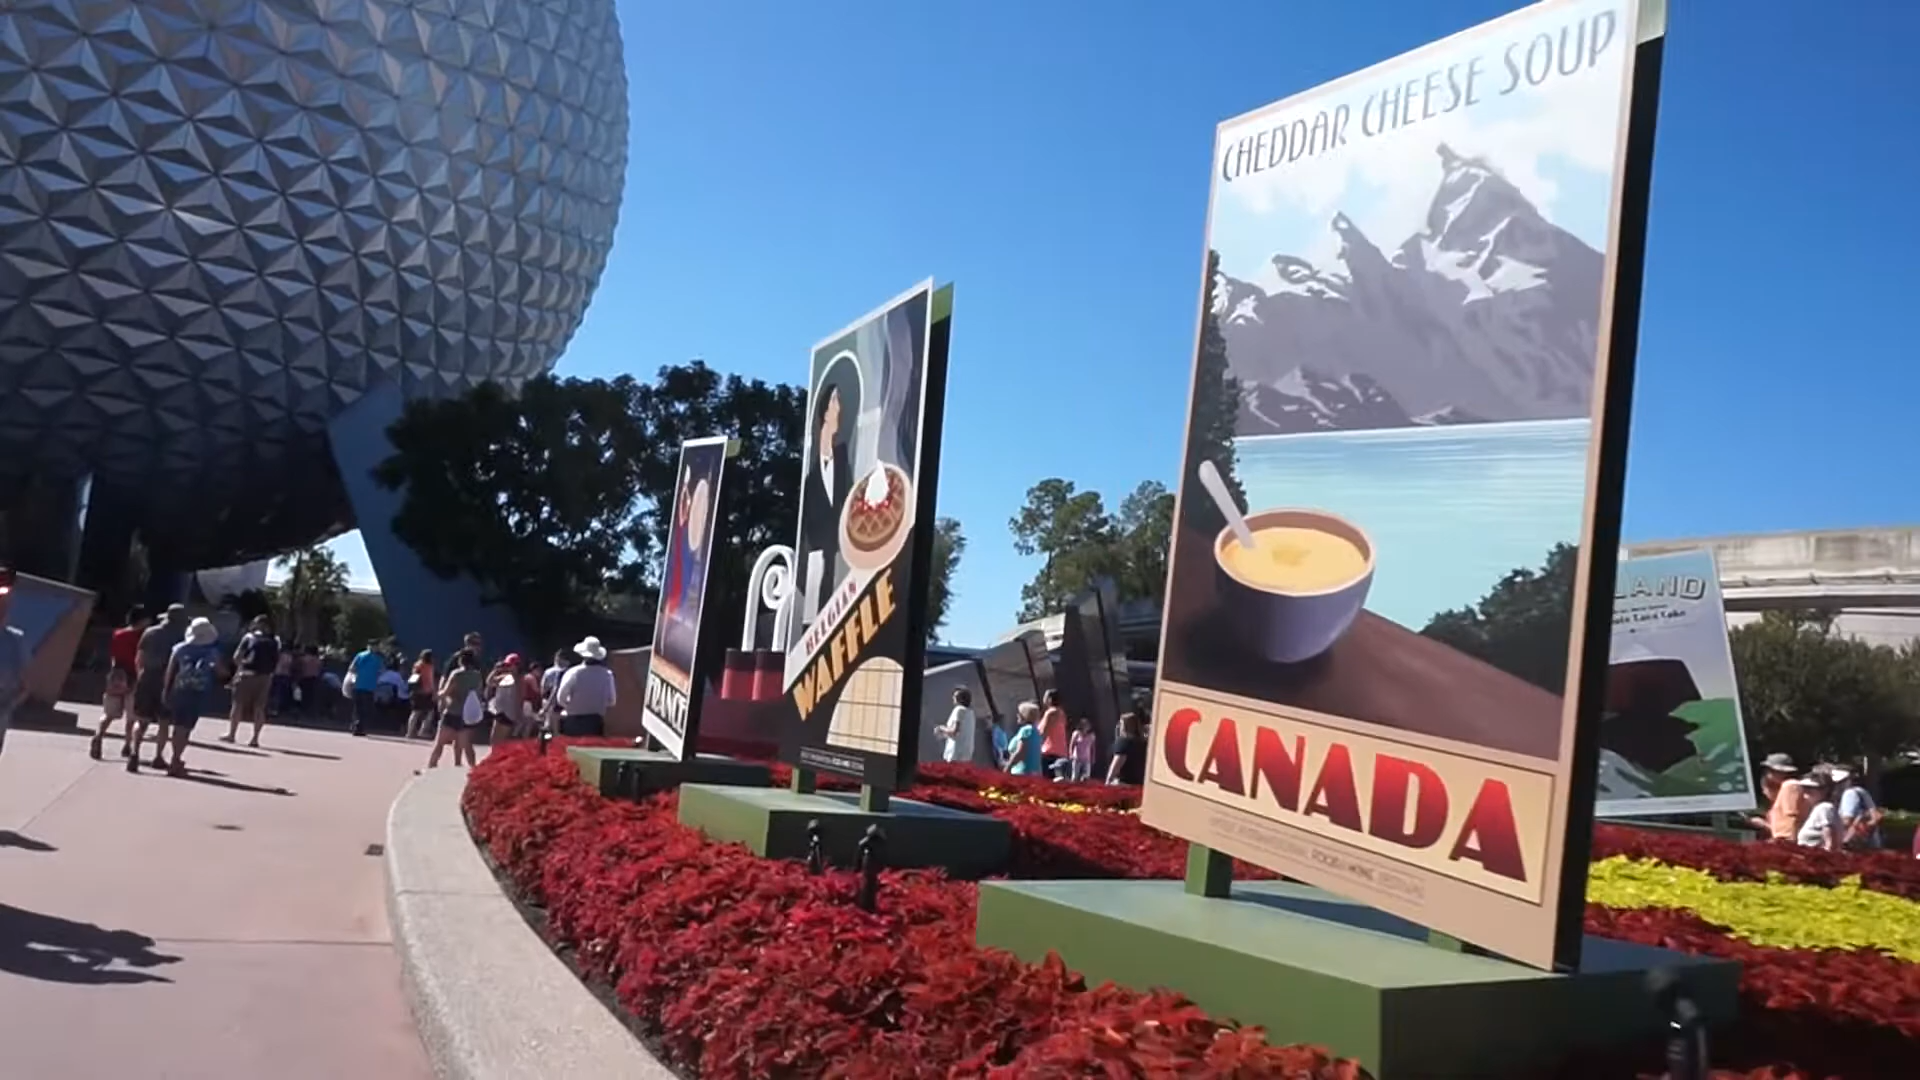 CHEDDAR CHEESE SOUP
CANADA
BELGIAN
WAFFLE
FRANCE
LAND